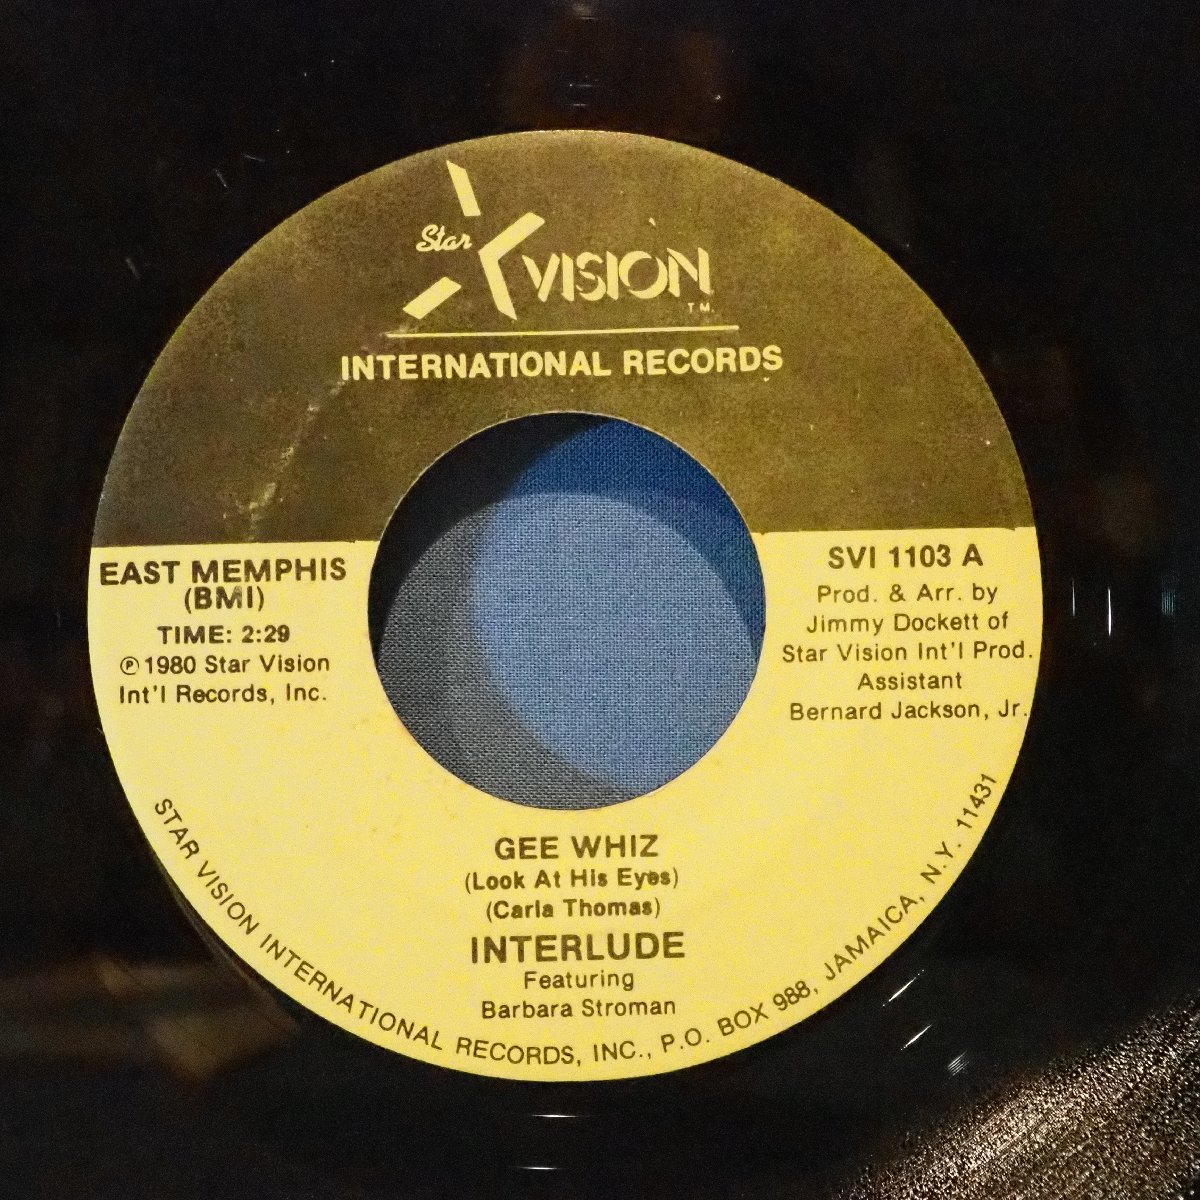 Star
VISION
TM
INTERNATIONAL RECORDS
EAST MEMPHIS
(BMI)
TIME: 2:29
℗ 1980 Star Vision
Int'l Records, Inc.
SVI 1103 A
Prod. & Arr. by
Jimmy Dockett of
Star Vision Int'l Prod.
Assistant
Bernard Jackson, Jr.
GEE WHIZ
(Look At His Eyes)
(Carla Thomas)
INTERLUDE
Featuring
Barbara Stroman
STAR VISION INTERNATIONAL RECORDS, INC., P.O. BOX 988, JAMAICA, N.Y. 11431